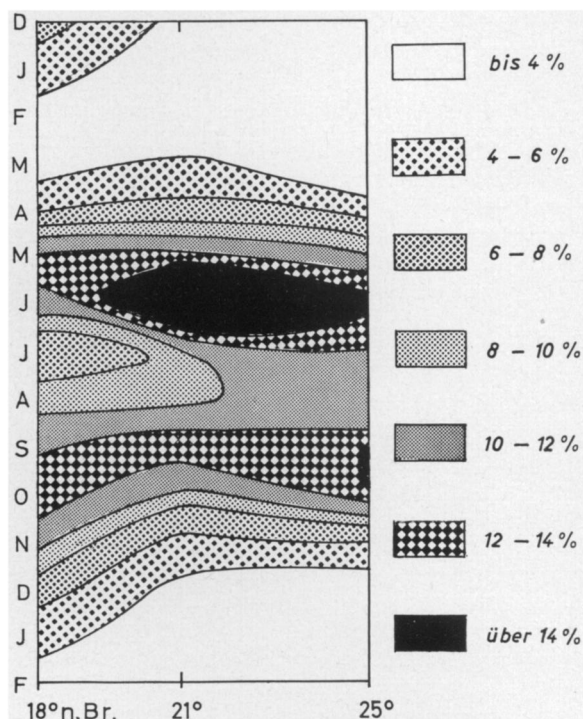 D
J
F
M
A
M
J
J
A
S
O
N
D
J
F
18° n. Br. 21° 25°
bis 4 %
4 – 6 %
6 – 8 %
8 – 10 %
10 – 12 %
12 – 14 %
über 14 %